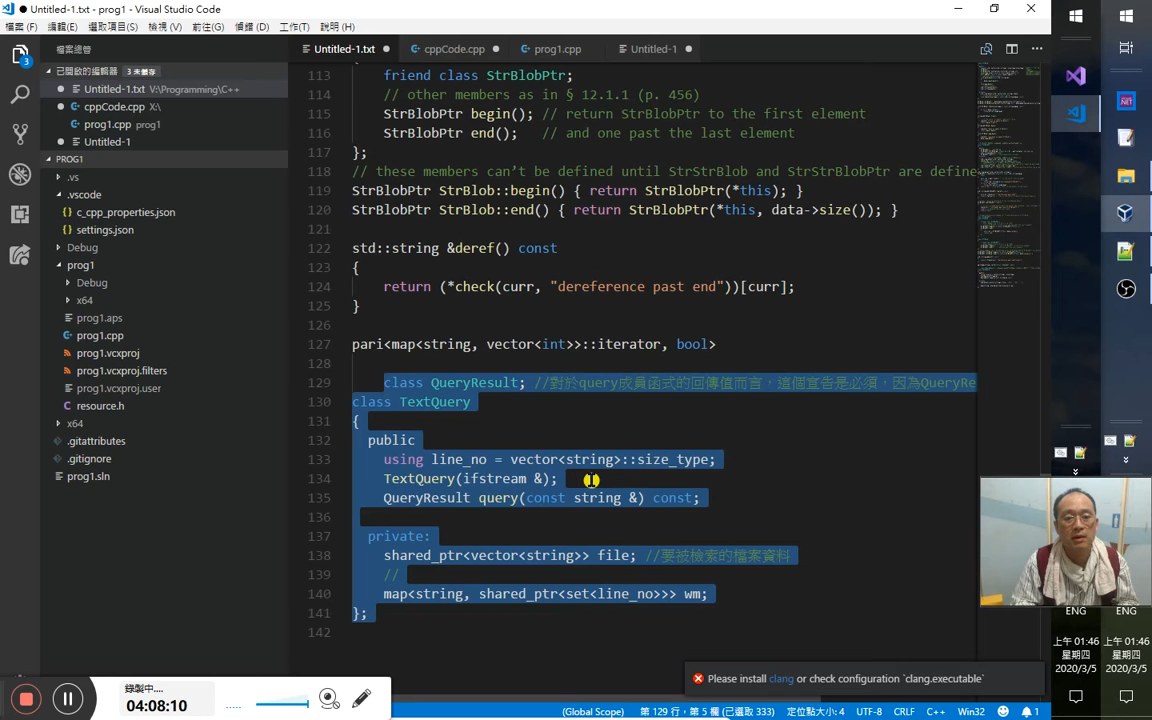 Untitled-1.txt - prog1 - Visual Studio Code
檔案 (F) 編輯(E) 選取項目(S) 檢視 (V) 前往(G) 偵錯 (D) 工作(T) 說明 (H)
檔案總管
Untitled-1.txt
cppCode.cpp
prog1.cpp
Untitled-1
3
已開啟的編輯器 3 未儲存
Untitled-1.txt V:\Programming\C++
cppCode.cpp X:\
prog1.cpp prog1
Untitled-1
PROG1
.vs
.vscode
c_cpp_properties.json
settings.json
Debug
prog1
Debug
x64
prog1.aps
prog1.cpp
prog1.vcxproj
prog1.vcxproj.filters
prog1.vcxproj.user
resource.h
x64
.gitattributes
.gitignore
prog1.sln
113 friend class StrBlobPtr;
114 // other members as in § 12.1.1 (p. 456)
115 StrBlobPtr begin(); // return StrBlobPtr to the first element
116 StrBlobPtr end(); // and one past the last element
117 };
118 // these members can’t be defined until StrStrBlob and StrStrBlobPtr are define
119 StrBlobPtr StrBlob::begin() { return StrBlobPtr(*this); }
120 StrBlobPtr StrBlob::end() { return StrBlobPtr(*this, data->size()); }
121
122 std::string &deref() const
123 {
124 return (*check(curr, "dereference past end"))[curr];
125 }
126
127 pari<map<string, vector<int>>::iterator, bool>
128
129 class QueryResult; //對於query成員函式的回傳值而言，這個宣告是必須，因為QueryRe
130 class TextQuery
131 {
132 public
133 using line_no = vector<string>::size_type;
134 TextQuery(ifstream &);
135 QueryResult query(const string &) const;
136
137 private:
138 shared_ptr<vector<string>> file; //要被檢索的檔案資料
139 //
140 map<string, shared_ptr<set<line_no>>> wm;
141 };
142
Please install clang or check configuration `clang.executable`
錄製中....
04:08:10
(Global Scope) 第 129 行，第 5 欄 (已選取 333) 定位點大小: 4 UTF-8 CRLF C++ Win32 1
.NET
ENG
上午 01:46
星期四
2020/3/5
ENG
上午 01:46
星期四
2020/3/5